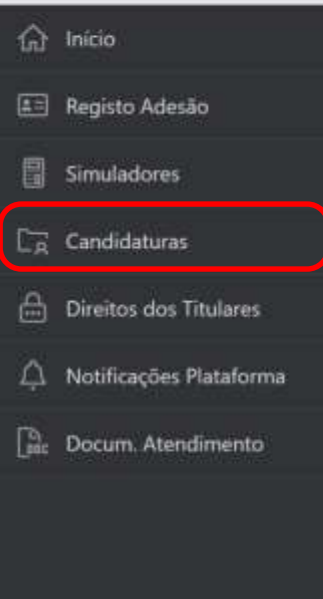 Início
Registo Adesão
Simuladores
Candidaturas
Direitos dos Titulares
Notificações Plataforma
Docum. Atendimento